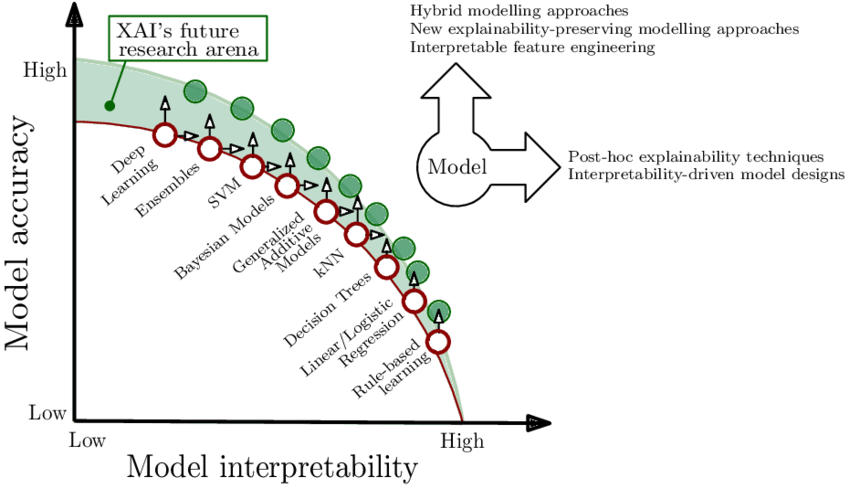 XAI's future
research arena
Hybrid modelling approaches
New explainability-preserving modelling approaches
Interpretable feature engineering
Model
Post-hoc explainability techniques
Interpretability-driven model designs
Model accuracy
High
Low
Deep
Learning
Ensembles
SVM
Bayesian Models
Generalized
Additive
Models
kNN
Decision Trees
Linear/Logistic
Regression
Rule-based
learning
Low
High
Model interpretability